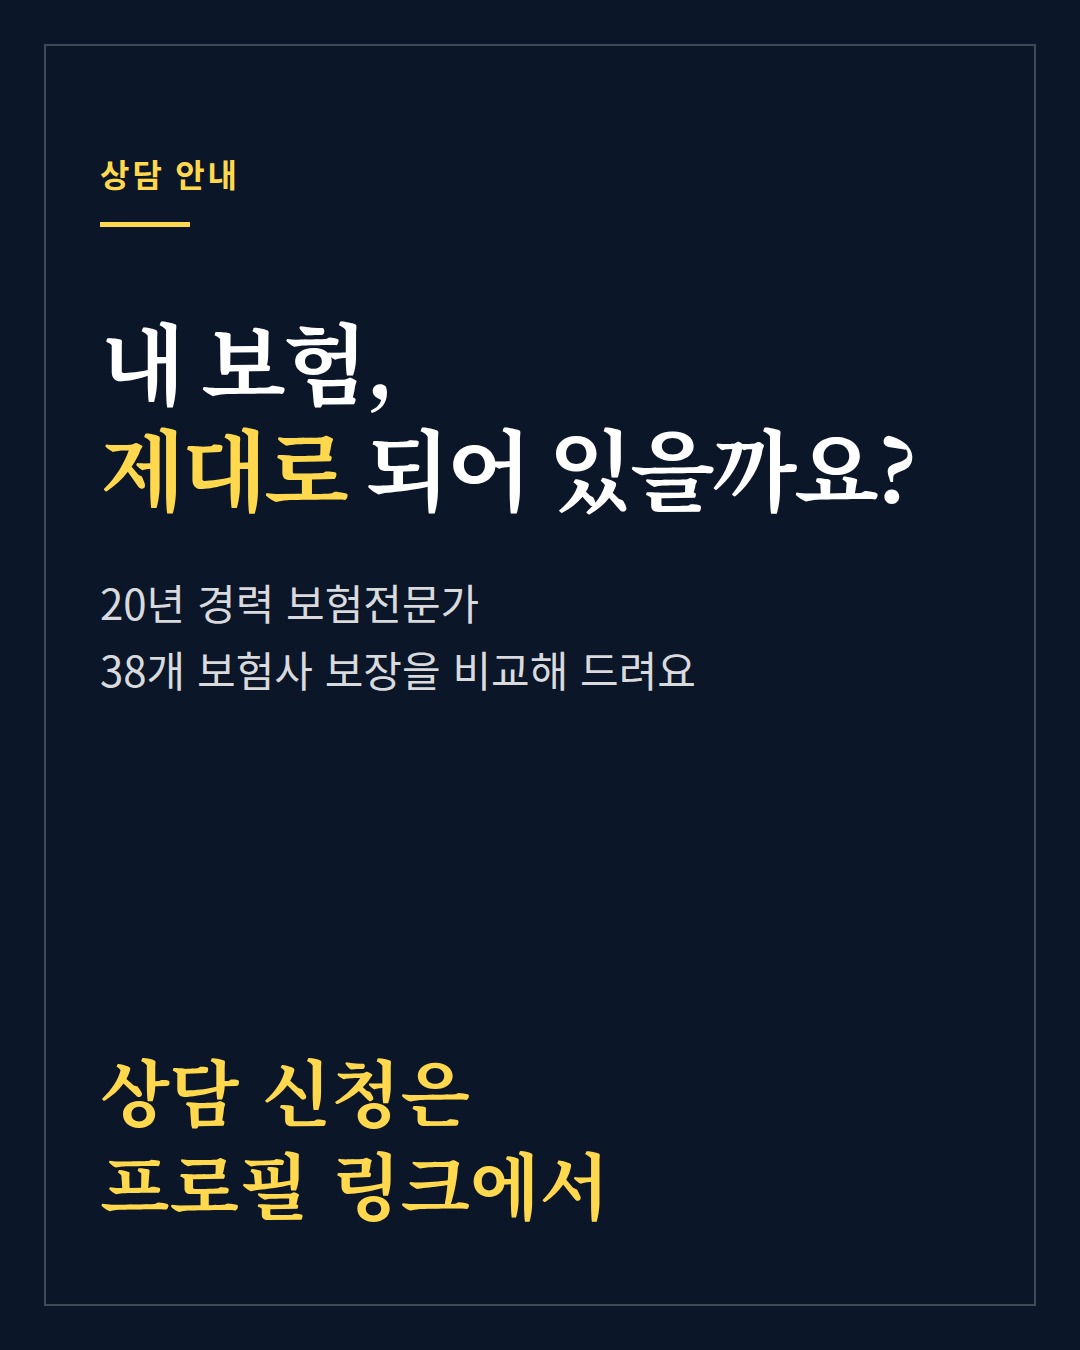 상담 안내
내 보험,
제대로 되어 있을까요?
20년 경력 보험전문가
38개 보험사 보장을 비교해 드려요
상담 신청은
프로필 링크에서